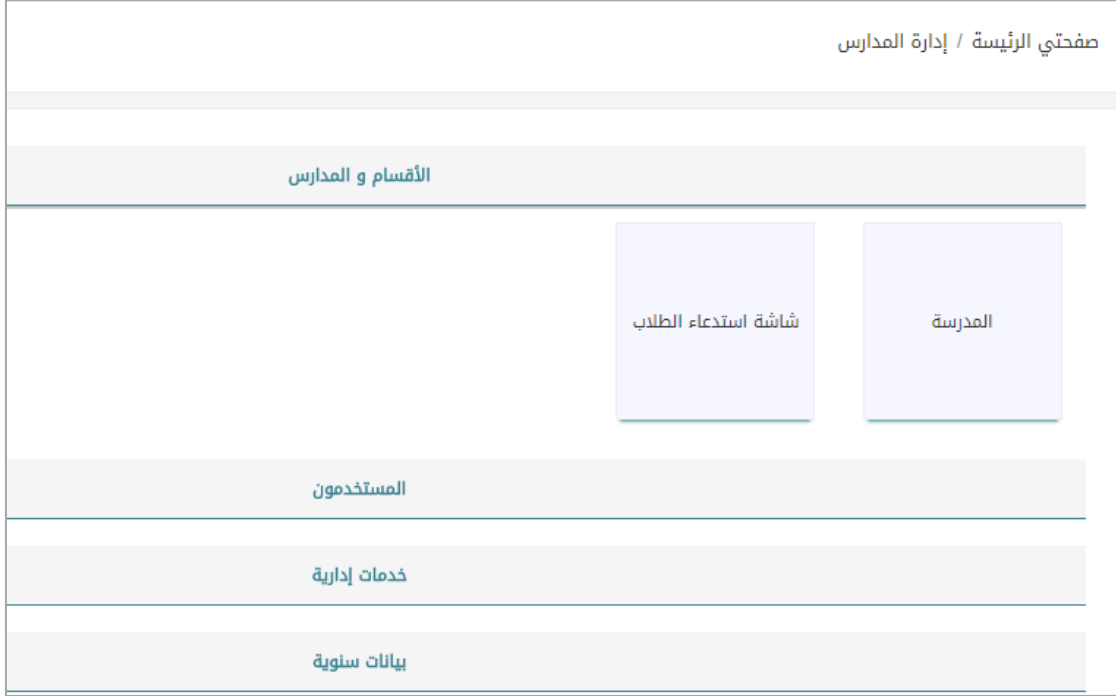 صفحتي الرئيسة / إدارة المدارس
الأقسام و المدارس
المدرسة
شاشة استدعاء الطلاب
المستخدمون
خدمات إدارية
بيانات سنوية